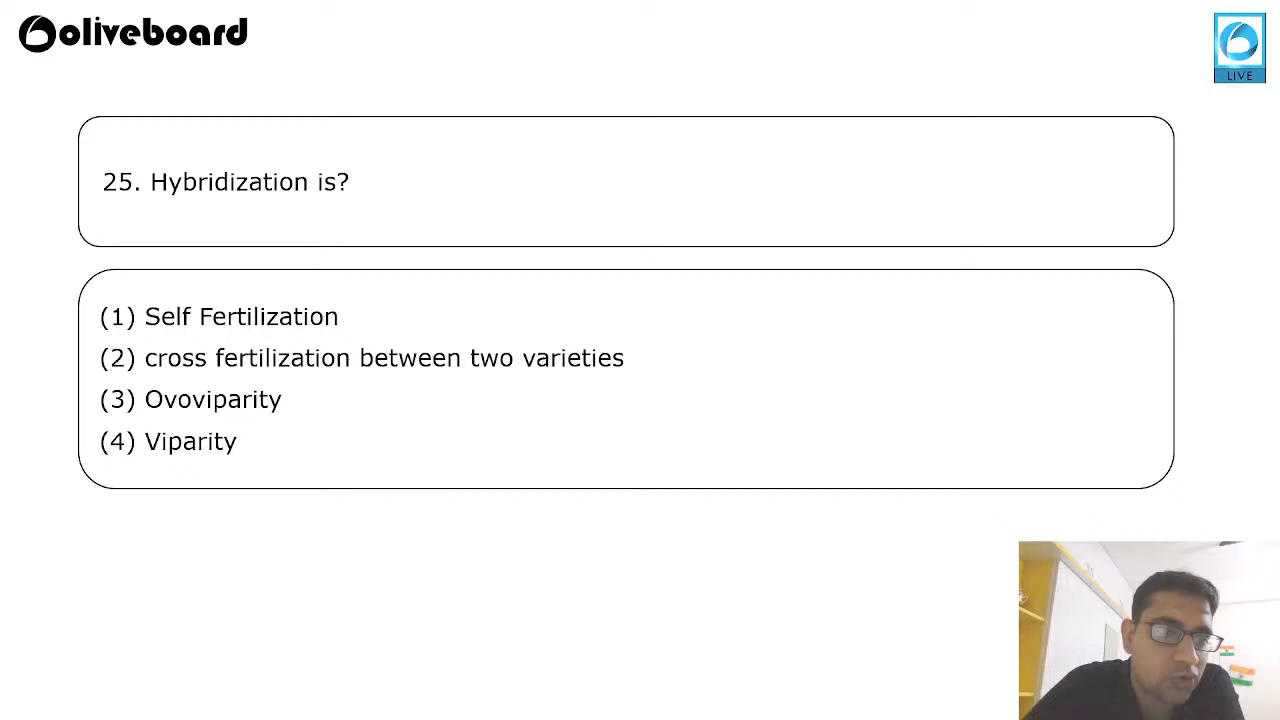 oliveboard
LIVE
25. Hybridization is?
(1) Self Fertilization
(2) cross fertilization between two varieties
(3) Ovoviparity
(4) Viparity